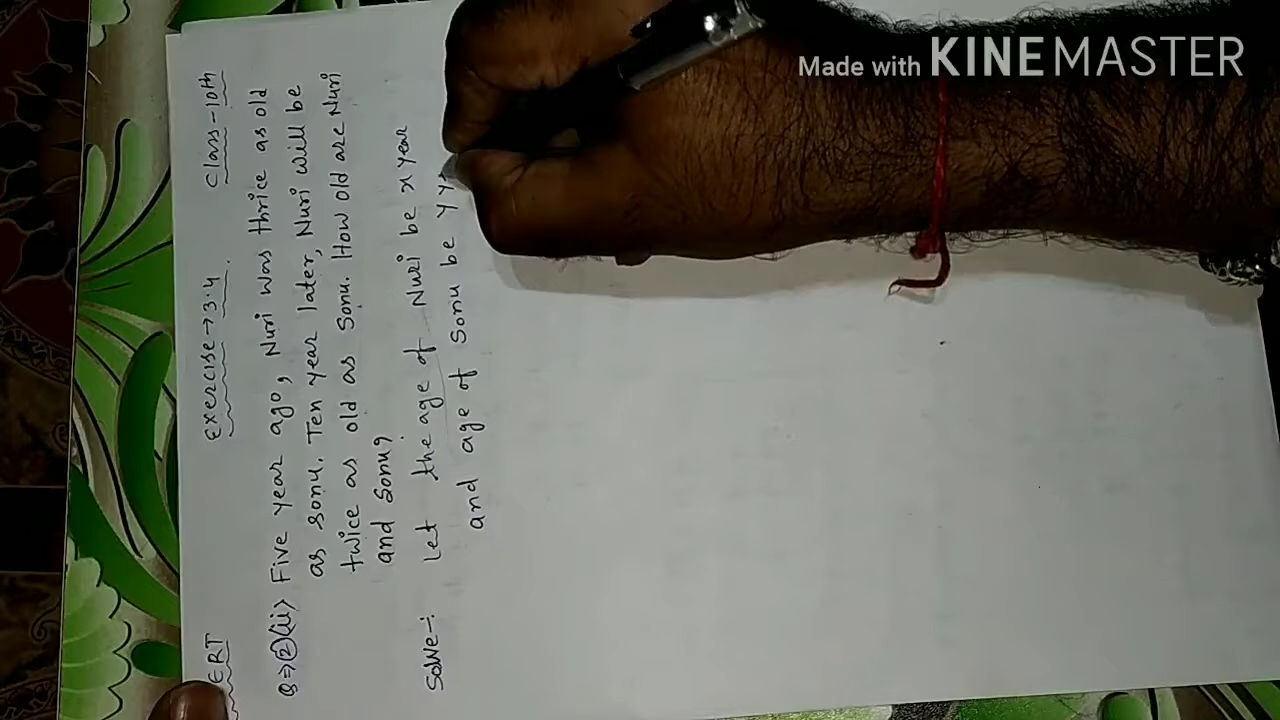 Made with KINEMASTER
ERT Exercise→3.4. Class-10th
Q⇒②(ii)> Five year ago, Nuri was thrice as old
as sonu. Ten year later, Nuri will be
twice as old as Sonu. How old are Nuri
and Sonu?
Solve-: Let the age of Nuri be x year
and age of Sonu be y y